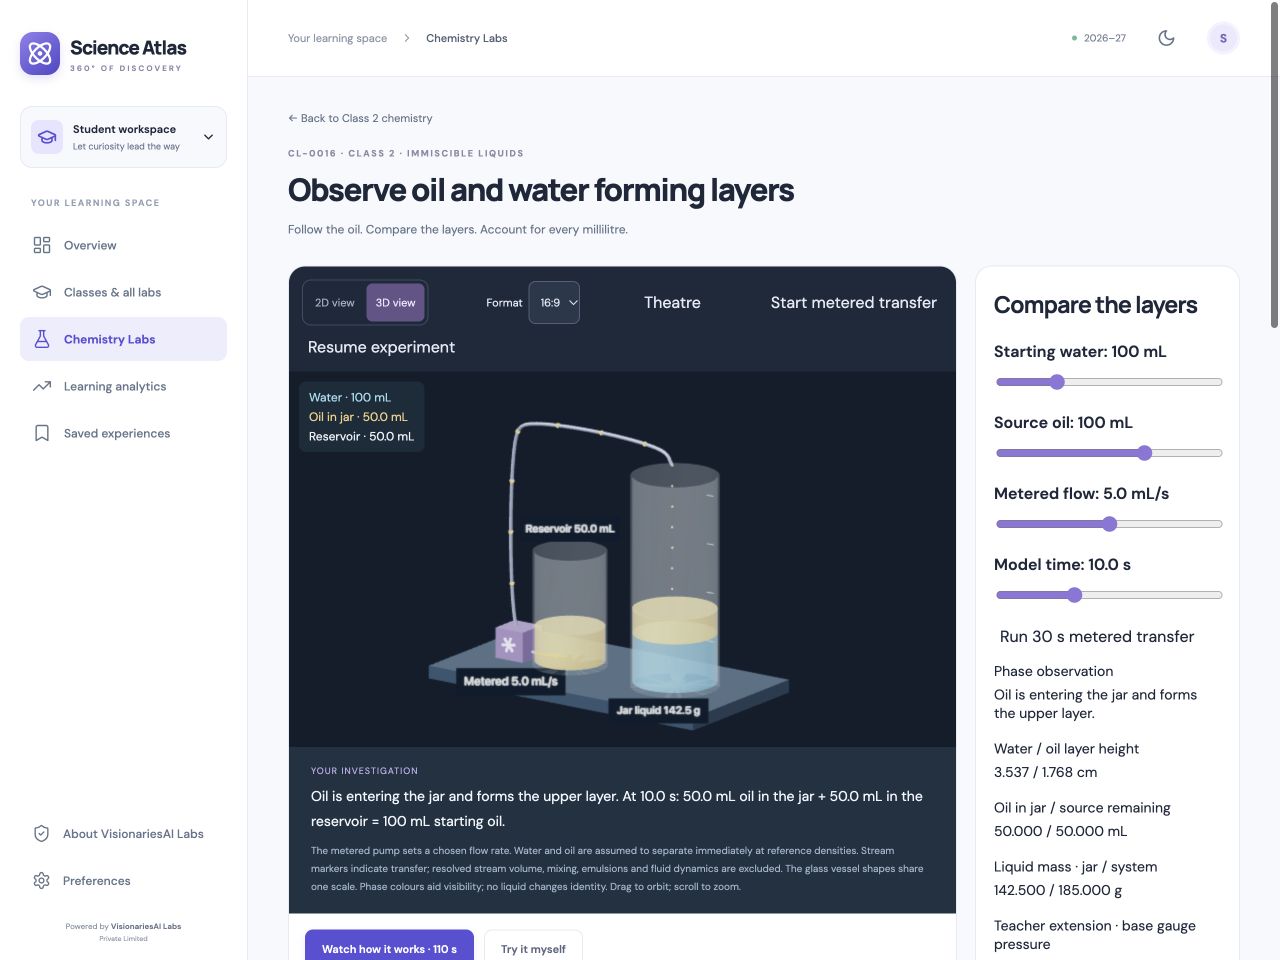 Science Atlas
360° OF DISCOVERY
Student workspace
Let curiosity lead the way
YOUR LEARNING SPACE
Overview
Classes & all labs
Chemistry Labs
Learning analytics
Saved experiences
About VisionariesAI Labs
Preferences
Powered by VisionariesAI Labs
Private Limited
Your learning space > Chemistry Labs
2026–27
S
← Back to Class 2 chemistry
CL-0016 · CLASS 2 · IMMISCIBLE LIQUIDS
Observe oil and water forming layers
Follow the oil. Compare the layers. Account for every millilitre.
2D view
3D view
Format
16:9
Theatre
Start metered transfer
Resume experiment
Water · 100 mL
Oil in jar · 50.0 mL
Reservoir · 50.0 mL
Reservoir 50.0 mL
Metered 5.0 mL/s
Jar liquid 142.5 g
YOUR INVESTIGATION
Oil is entering the jar and forms the upper layer. At 10.0 s: 50.0 mL oil in the jar + 50.0 mL in the
reservoir = 100 mL starting oil.
The metered pump sets a chosen flow rate. Water and oil are assumed to separate immediately at reference densities. Stream
markers indicate transfer; resolved stream volume, mixing, emulsions and fluid dynamics are excluded. The glass vessel shapes share
one scale. Phase colours aid visibility; no liquid changes identity. Drag to orbit; scroll to zoom.
Watch how it works · 110 s
Try it myself
Compare the layers
Starting water: 100 mL
Source oil: 100 mL
Metered flow: 5.0 mL/s
Model time: 10.0 s
Run 30 s metered transfer
Phase observation
Oil is entering the jar and forms
the upper layer.
Water / oil layer height
3.537 / 1.768 cm
Oil in jar / source remaining
50.000 / 50.000 mL
Liquid mass · jar / system
142.500 / 185.000 g
Teacher extension · base gauge
pressure